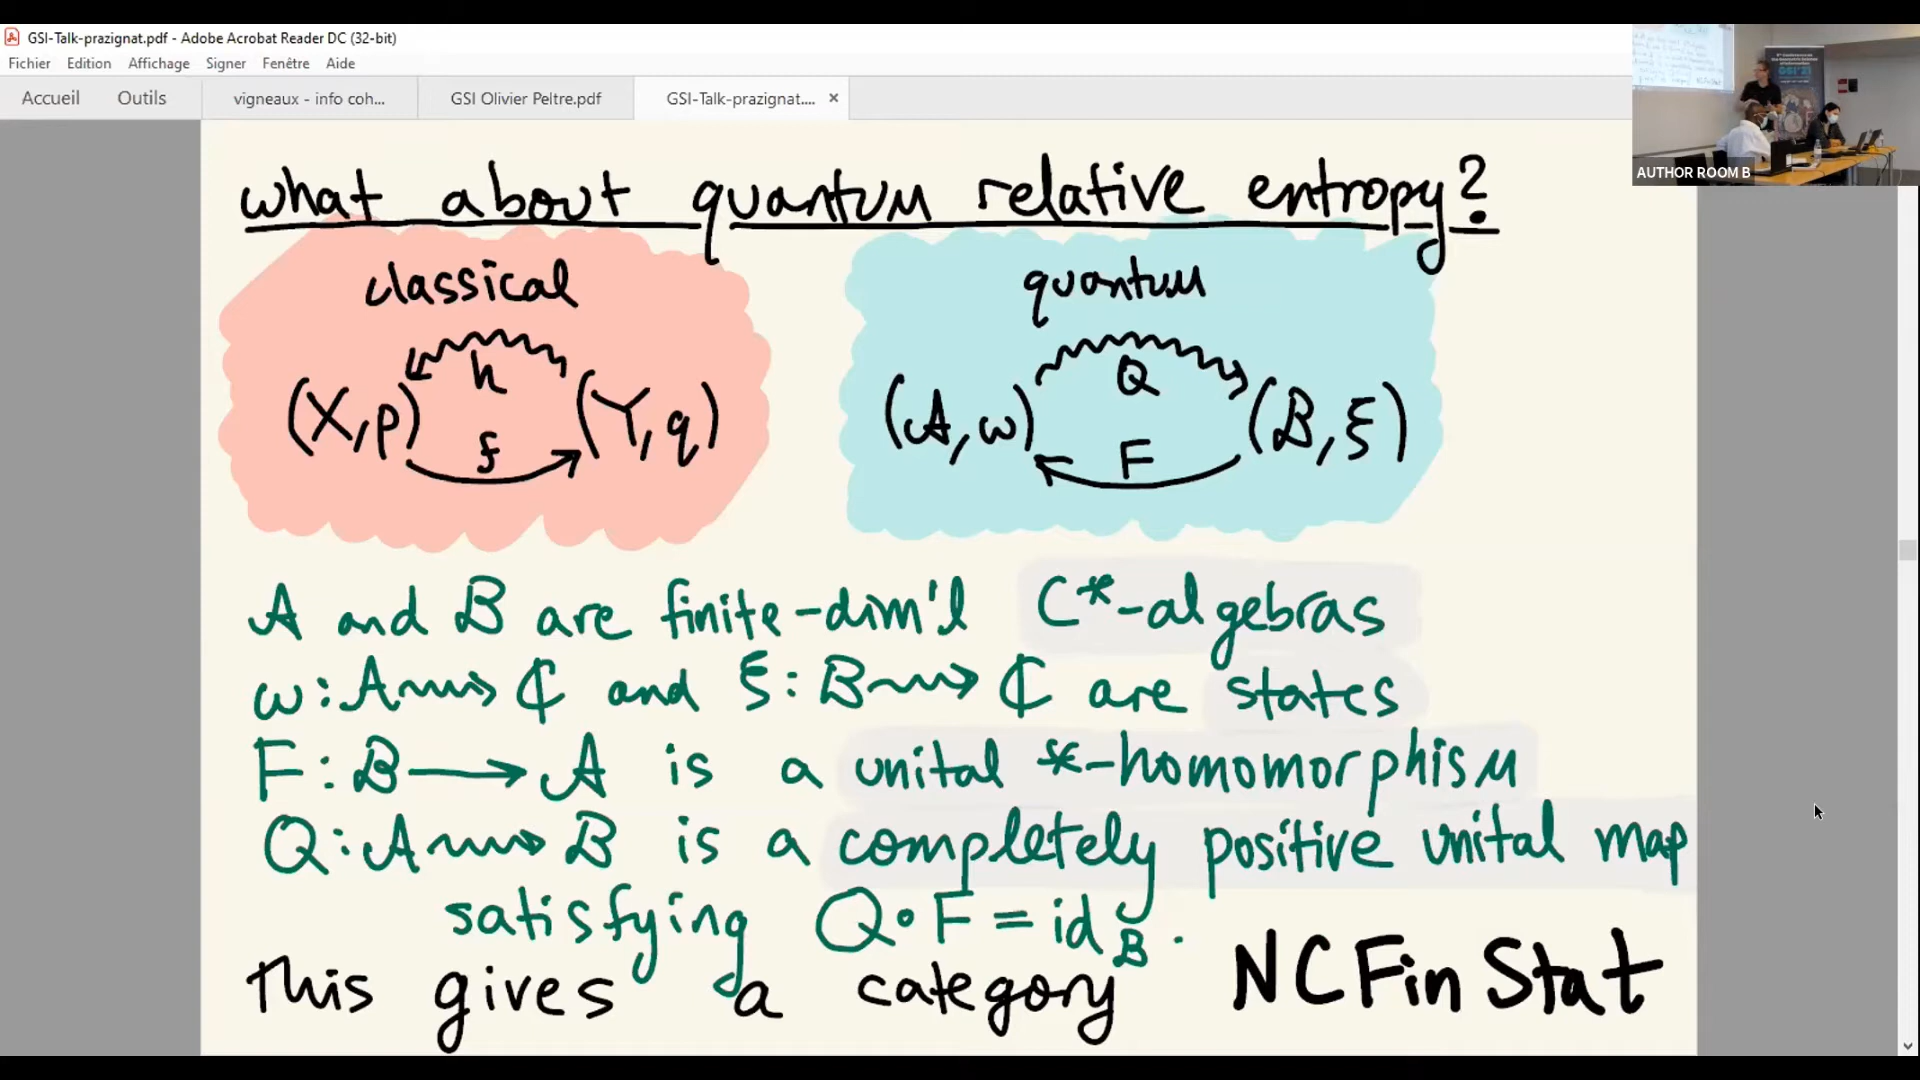 GSI-Talk-prazignat.pdf - Adobe Acrobat Reader DC (32-bit)
Fichier Edition Affichage Signer Fenêtre Aide
Accueil Outils vigneaux - info coh... GSI Olivier Peltre.pdf GSI-Talk-prazignat.... ×
AUTHOR ROOM B
GSI'21
what about quantum relative entropy?
classical quantum
h Q
(X,p) (Y,q) (A,ω) (B,ξ)
f F
A and B are finite-dim'l C*-algebras
ω:A⇝ℂ and ξ:B⇝ℂ are states
F:B→A is a unital *-homomorphism
Q:A⇝B is a completely positive unital map
satisfying Q∘F=id_B.
this gives a category NCFinStat